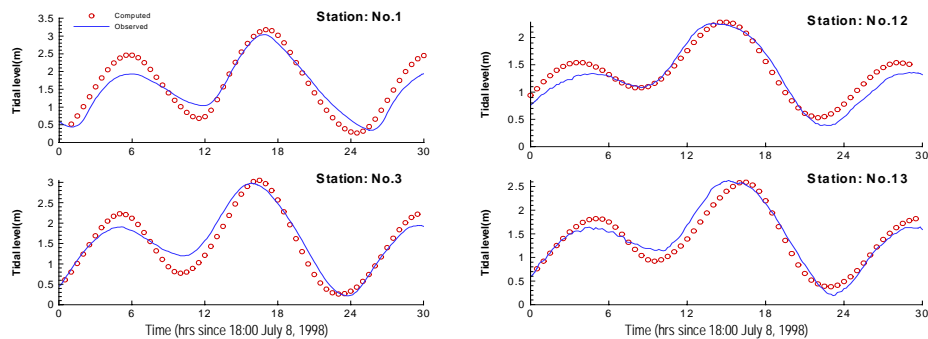 Station: No.1
Computed
Observed
Tidal level(m)
3.5
3
2.5
2
1.5
1
0.5
0
0 6 12 18 24 30
Station: No.12
Tidal level(m)
2
1.5
1
0.5
0
0 6 12 18 24 30
Station: No.3
Tidal level(m)
3
2.5
2
1.5
1
0.5
0
0 6 12 18 24 30
Time (hrs since 18:00 July 8, 1998)
Station: No.13
Tidal level(m)
2.5
2
1.5
1
0.5
0
0 6 12 18 24 30
Time (hrs since 18:00 July 8, 1998)